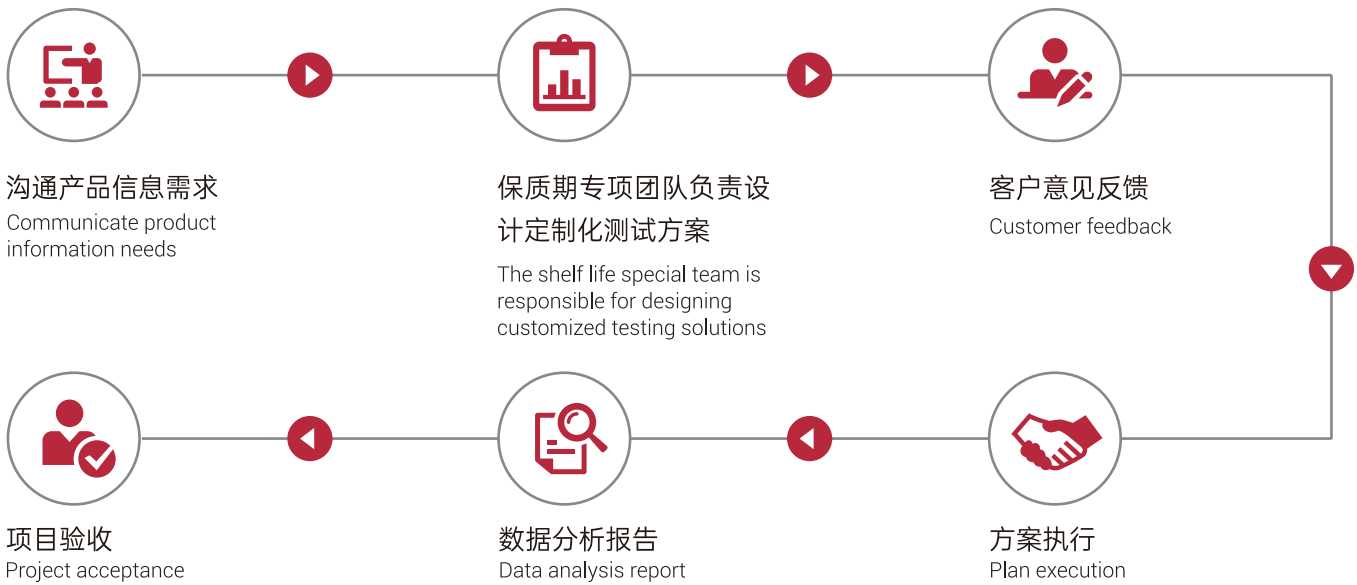 沟通产品信息需求
Communicate product
information needs
保质期专项团队负责设
计定制化测试方案
The shelf life special team is
responsible for designing
customized testing solutions
客户意见反馈
Customer feedback
项目验收
Project acceptance
数据分析报告
Data analysis report
方案执行
Plan execution